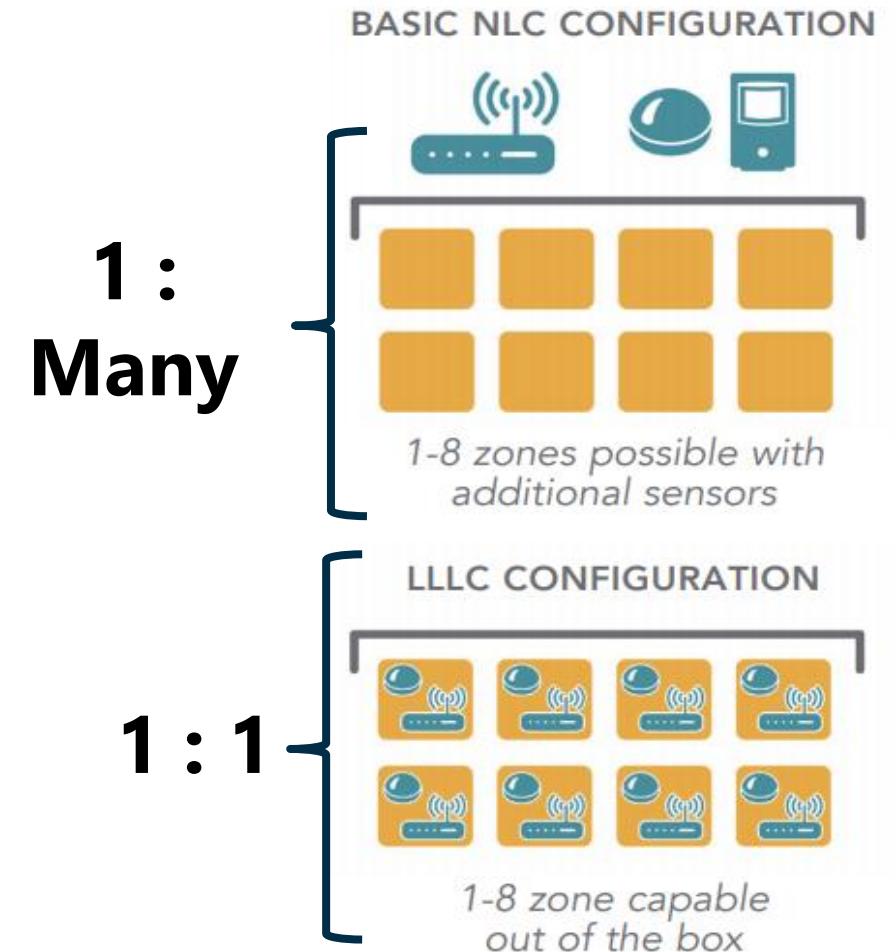 BASIC NLC CONFIGURATION
1 :
Many
1-8 zones possible with
additional sensors
LLLC CONFIGURATION
1 : 1
1-8 zone capable
out of the box